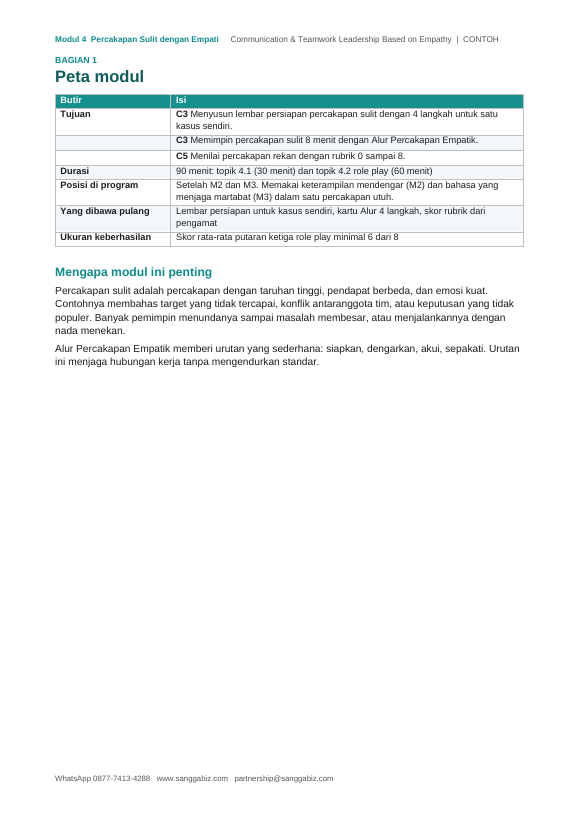 Modul 4  Percakapan Sulit dengan Empati    Communication & Teamwork Leadership Based on Empathy  |  CONTOH
BAGIAN 1
Peta modul
Butir    Isi
Tujuan    C3 Menyusun lembar persiapan percakapan sulit dengan 4 langkah untuk satu
kasus sendiri.
C3 Memimpin percakapan sulit 8 menit dengan Alur Percakapan Empatik.
C5 Menilai percakapan rekan dengan rubrik 0 sampai 8.
Durasi    90 menit: topik 4.1 (30 menit) dan topik 4.2 role play (60 menit)
Posisi di program    Setelah M2 dan M3. Memakai keterampilan mendengar (M2) dan bahasa yang
menjaga martabat (M3) dalam satu percakapan utuh.
Yang dibawa pulang    Lembar persiapan untuk kasus sendiri, kartu Alur 4 langkah, skor rubrik dari
pengamat
Ukuran keberhasilan    Skor rata-rata putaran ketiga role play minimal 6 dari 8
Mengapa modul ini penting
Percakapan sulit adalah percakapan dengan taruhan tinggi, pendapat berbeda, dan emosi kuat.
Contohnya membahas target yang tidak tercapai, konflik antaranggota tim, atau keputusan yang tidak
populer. Banyak pemimpin menundanya sampai masalah membesar, atau menjalankannya dengan
nada menekan.
Alur Percakapan Empatik memberi urutan yang sederhana: siapkan, dengarkan, akui, sepakati. Urutan
ini menjaga hubungan kerja tanpa mengendurkan standar.
WhatsApp 0877-7413-4288   www.sanggabiz.com   partnership@sanggabiz.com